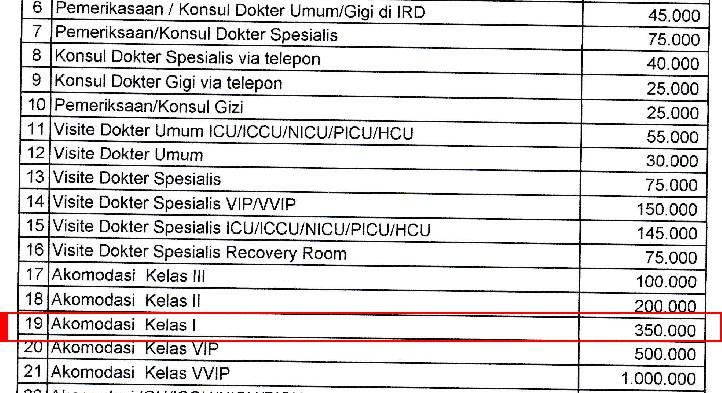 6 Pemerikasaan / Konsul Dokter Umum/Gigi di IRD 45.000
7 Pemeriksaan/Konsul Dokter Spesialis 75.000
8 Konsul Dokter Spesialis via telepon 40.000
9 Konsul Dokter Gigi via telepon 25.000
10 Pemeriksaan/Konsul Gizi 25.000
11 Visite Dokter Umum ICU/ICCU/NICU/PICU/HCU 55.000
12 Visite Dokter Umum 30.000
13 Visite Dokter Spesialis 75.000
14 Visite Dokter Spesialis VIP/VVIP 150.000
15 Visite Dokter Spesialis ICU/ICCU/NICU/PICU/HCU 145.000
16 Visite Dokter Spesialis Recovery Room 75.000
17 Akomodasi Kelas III 100.000
18 Akomodasi Kelas II 200.000
19 Akomodasi Kelas I 350.000
20 Akomodasi Kelas VIP 500.000
21 Akomodasi Kelas VVIP 1.000.000